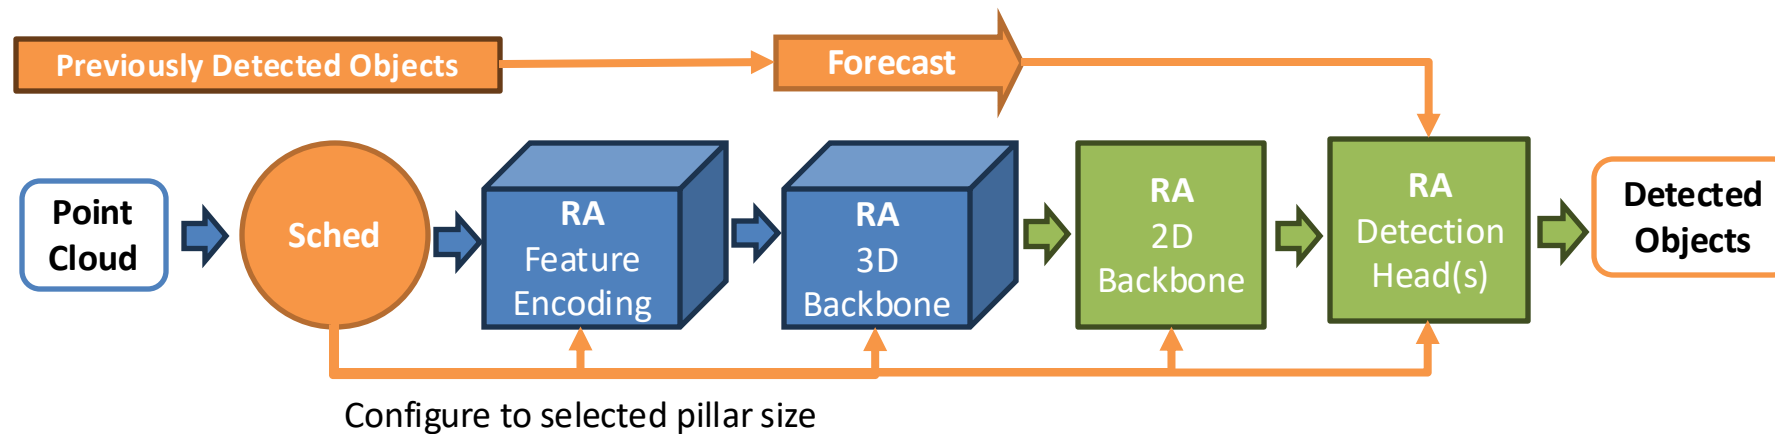 Previously Detected Objects
Forecast
Point
Cloud
Sched
RA
Feature
Encoding
RA
3D
Backbone
RA
2D
Backbone
RA
Detection
Head(s)
Detected
Objects
Configure to selected pillar size